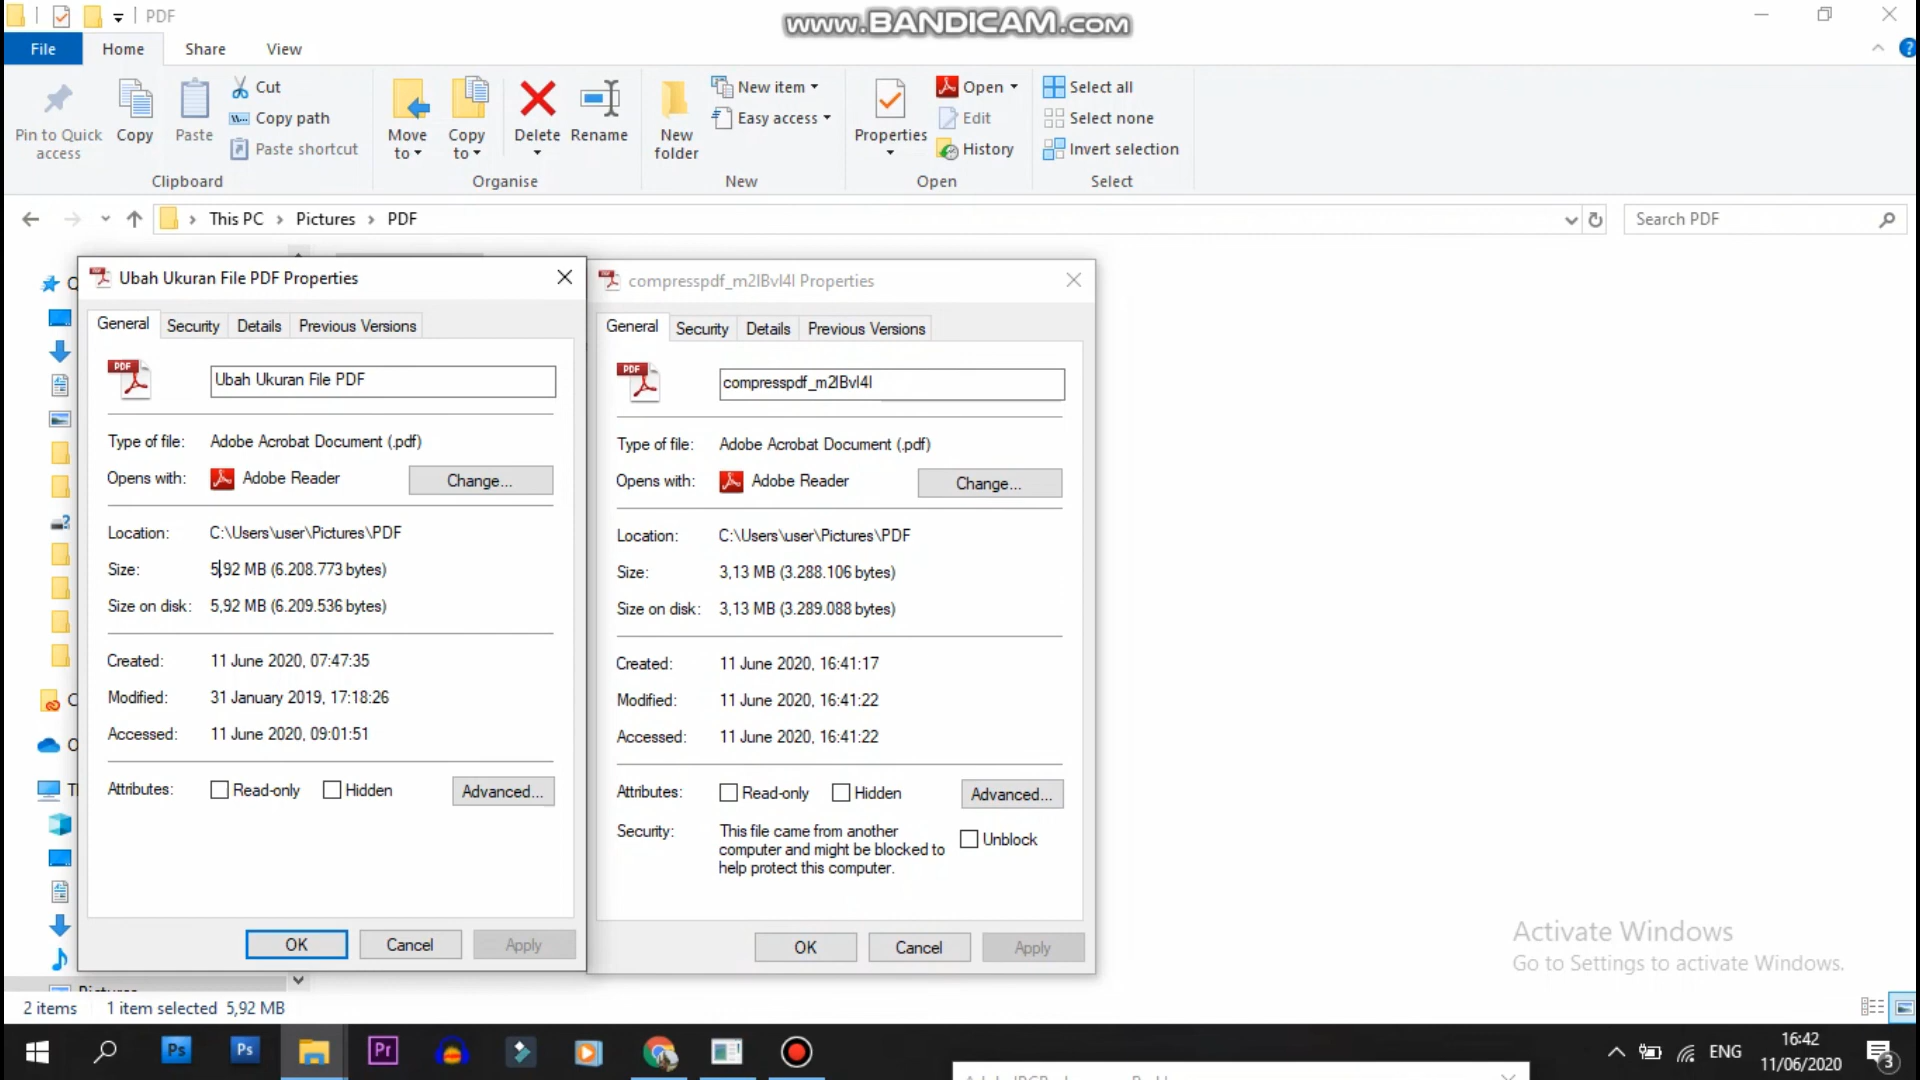 PDF
www.BANDICAM.com
File Home Share View
Pin to Quick access
Copy
Paste
Cut
Copy path
Paste shortcut
Clipboard
Move to
Copy to
Delete
Rename
Organise
New folder
New item
Easy access
New
Properties
Open
Edit
History
Open
Select all
Select none
Invert selection
Select
This PC > Pictures > PDF
Search PDF
Ubah Ukuran File PDF Properties
General Security Details Previous Versions
PDF
Ubah Ukuran File PDF
Type of file: Adobe Acrobat Document (.pdf)
Opens with: Adobe Reader Change...
Location: C:\Users\user\Pictures\PDF
Size: 5,92 MB (6.208.773 bytes)
Size on disk: 5,92 MB (6.209.536 bytes)
Created: 11 June 2020, 07:47:35
Modified: 31 January 2019, 17:18:26
Accessed: 11 June 2020, 09:01:51
Attributes: Read-only Hidden Advanced...
OK Cancel Apply
compresspdf_m2IBvI4I Properties
General Security Details Previous Versions
PDF
compresspdf_m2IBvI4I
Type of file: Adobe Acrobat Document (.pdf)
Opens with: Adobe Reader Change...
Location: C:\Users\user\Pictures\PDF
Size: 3,13 MB (3.288.106 bytes)
Size on disk: 3,13 MB (3.289.088 bytes)
Created: 11 June 2020, 16:41:17
Modified: 11 June 2020, 16:41:22
Accessed: 11 June 2020, 16:41:22
Attributes: Read-only Hidden Advanced...
Security: This file came from another
computer and might be blocked to
help protect this computer.
Unblock
OK Cancel Apply
Activate Windows
Go to Settings to activate Windows.
2 items 1 item selected 5,92 MB
Ps Ps Pr
ENG
16:42
11/06/2020
3